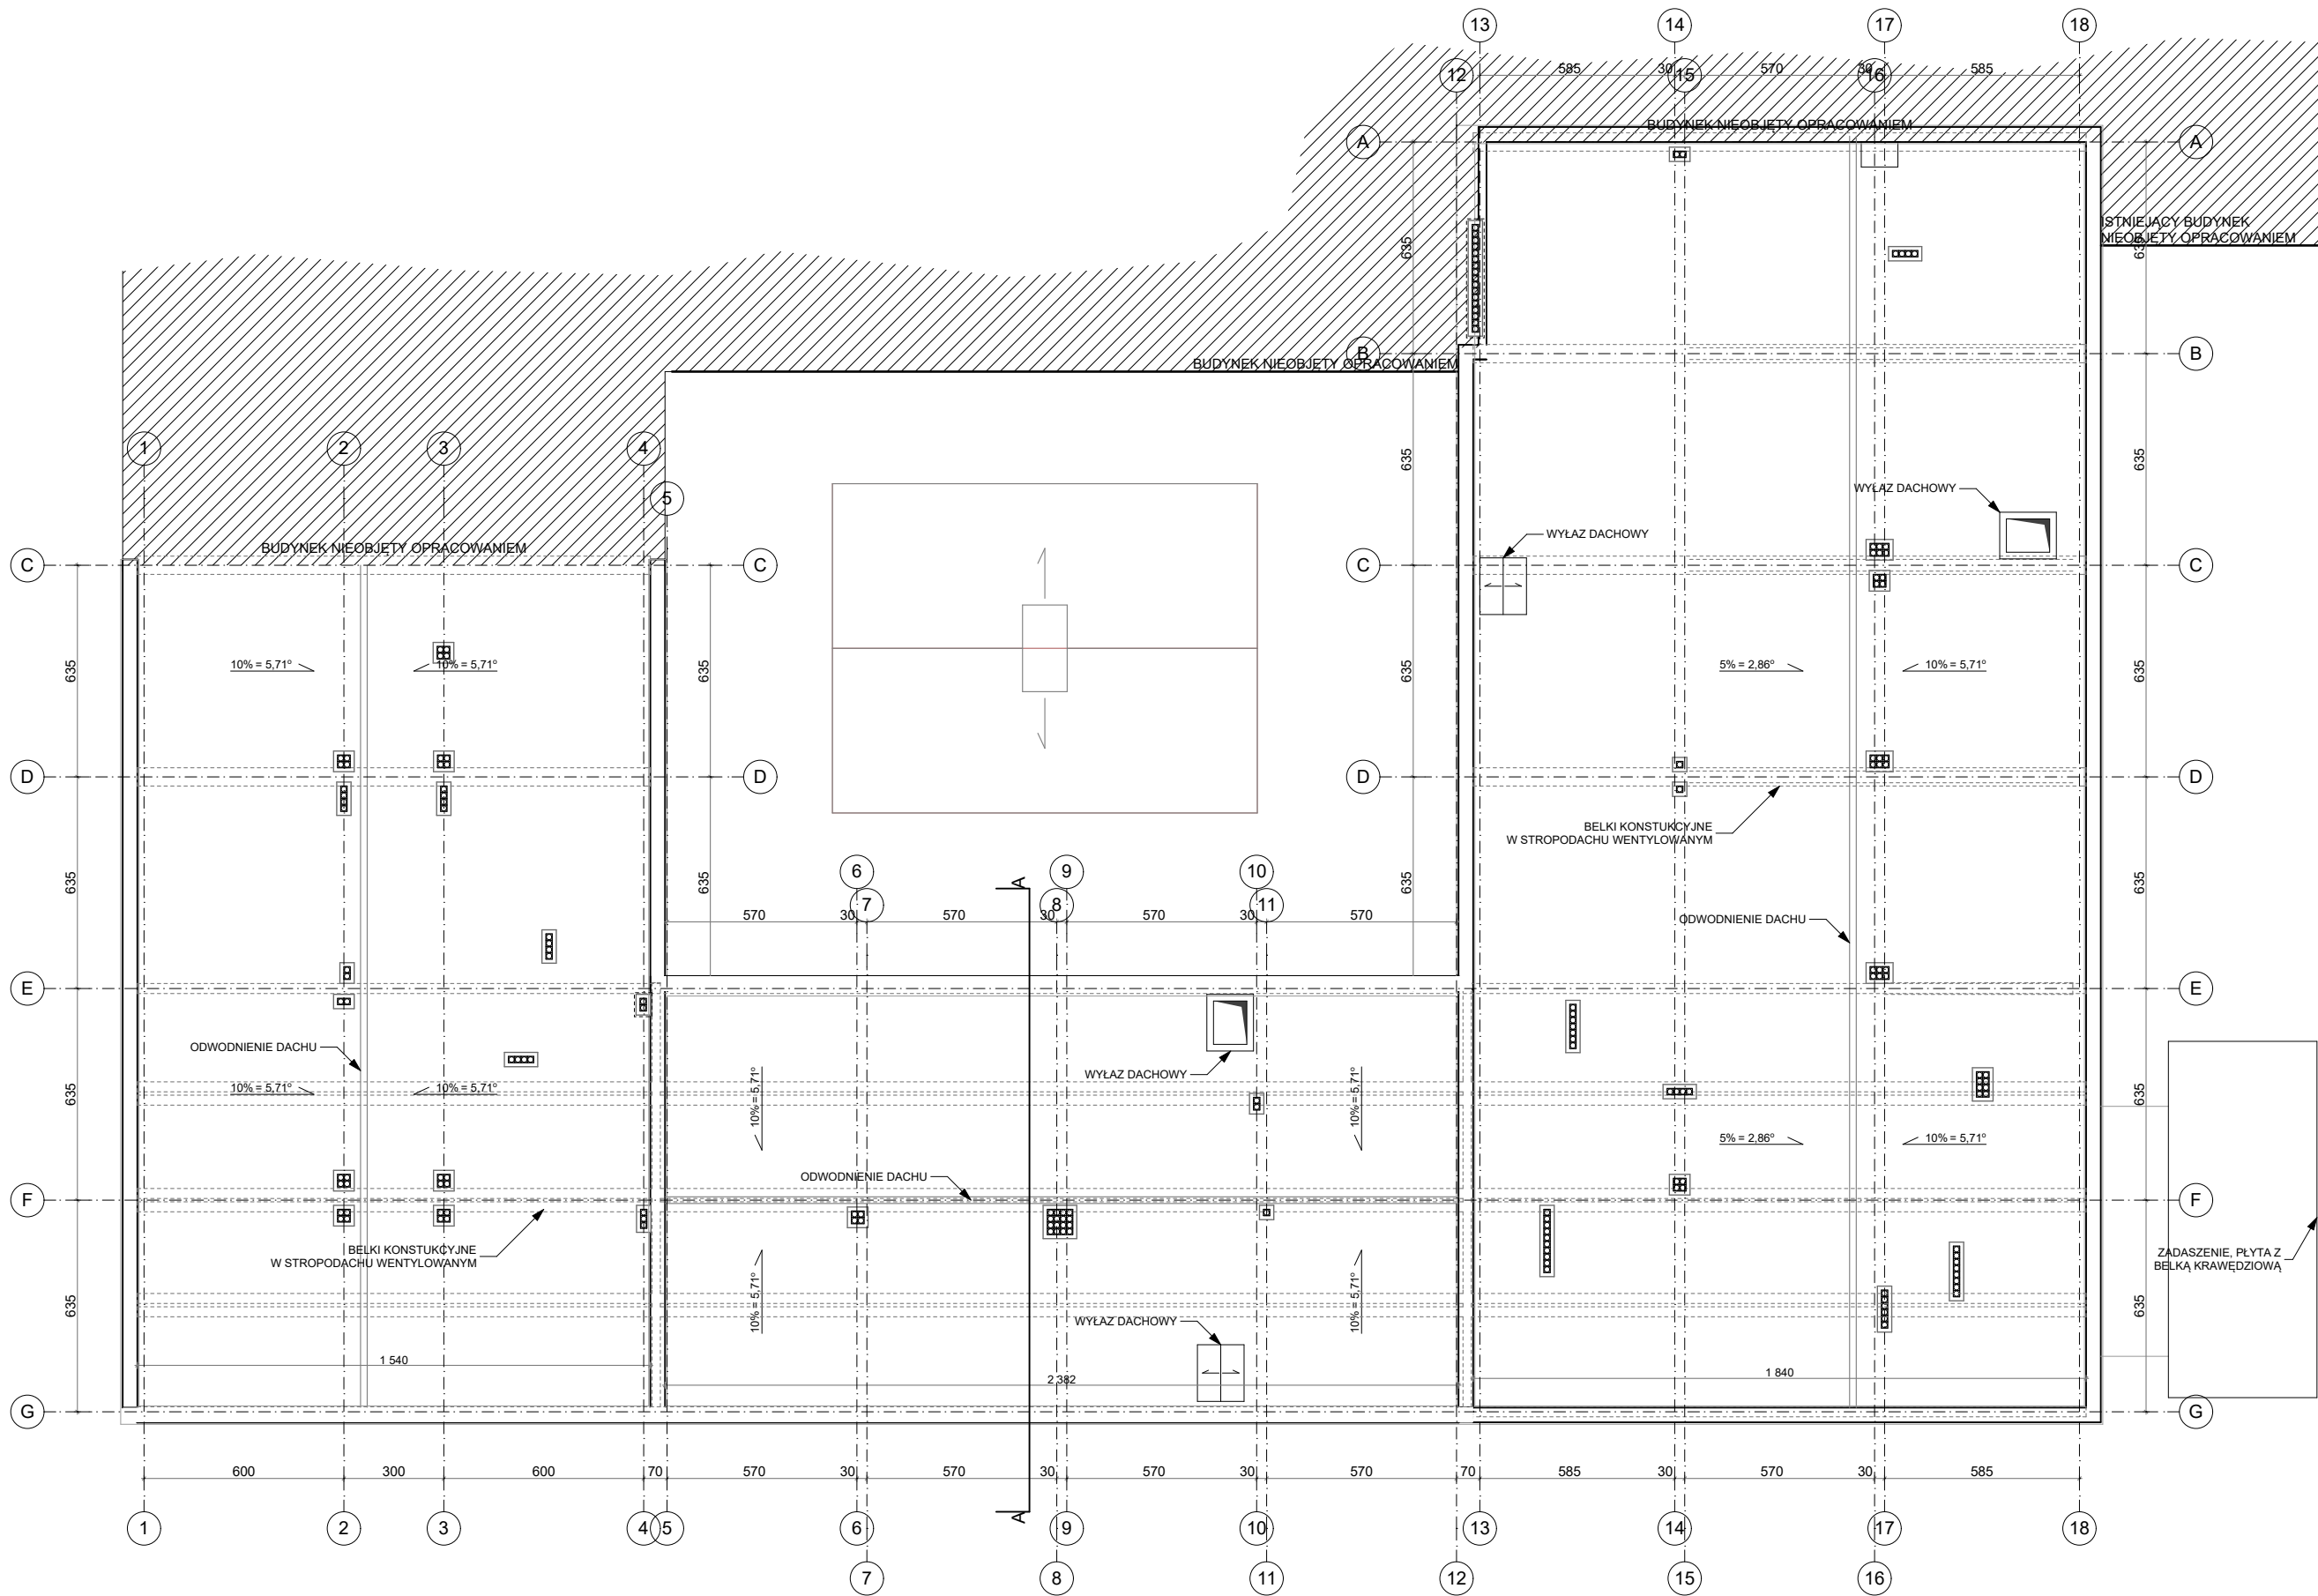 13
14
17
18
12
15
16
585
30
570
30
585
BUDYNEK NIEOBJĘTY OPRACOWANIEM
A
A
ISTNIEJĄCY BUDYNEK
NIEOBJĘTY OPRACOWANIEM
635
635
B
B
BUDYNEK NIEOBJĘTY OPRACOWANIEM
1
2
3
4
5
635
635
WYŁAZ DACHOWY
WYŁAZ DACHOWY
BUDYNEK NIEOBJĘTY OPRACOWANIEM
C
C
C
C
10% = 5,71°
10% = 5,71°
5% = 2,86°
10% = 5,71°
635
635
635
635
D
D
D
D
BELKI KONSTUKCYJNE
W STROPODACHU WENTYLOWANYM
6
9
10
7
8
11
A
635
635
635
635
570
30
570
30
570
30
570
ODWODNIENIE DACHU
E
E
ODWODNIENIE DACHU
WYŁAZ DACHOWY
10% = 5,71°
10% = 5,71°
10% = 5,71°
10% = 5,71°
635
635
5% = 2,86°
10% = 5,71°
ODWODNIENIE DACHU
F
F
BELKI KONSTUKCYJNE
W STROPODACHU WENTYLOWANYM
ZADASZENIE, PŁYTA Z
BELKĄ KRAWĘDZIOWĄ
10% = 5,71°
10% = 5,71°
635
635
WYŁAZ DACHOWY
1 540
2 382
1 840
G
G
600
300
600
70
570
30
570
30
570
30
570
70
585
30
570
30
585
A
1
2
3
4
5
6
9
10
13
14
17
18
7
8
11
12
15
16